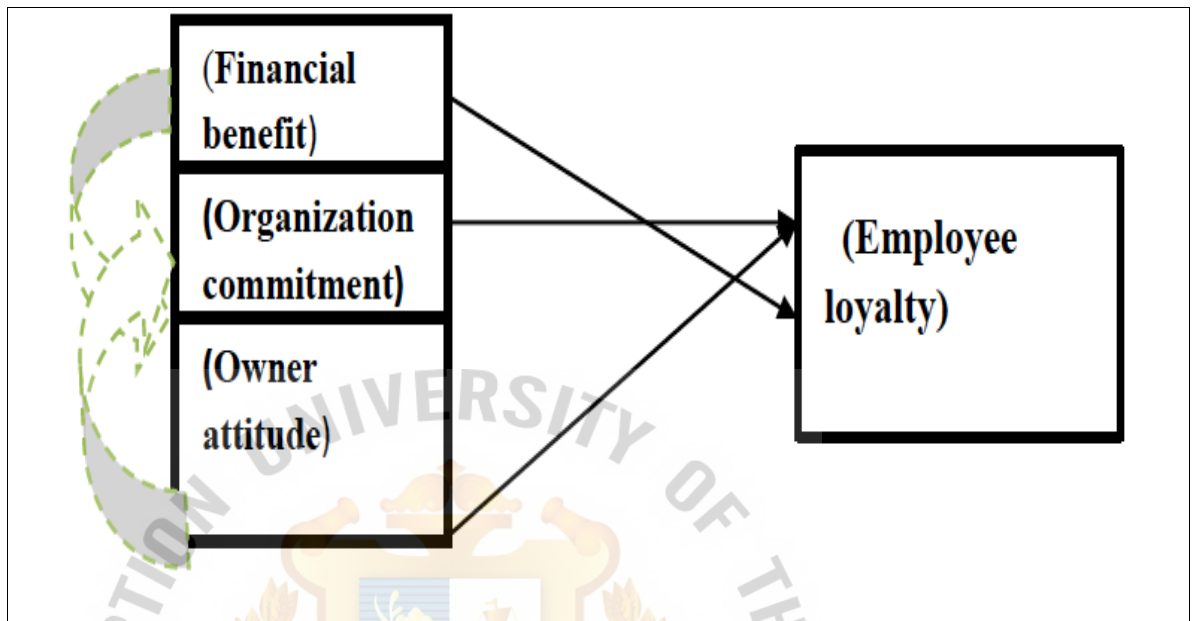 (Financial
benefit)
(Organization
commitment)
(Owner
attitude)
(Employee
loyalty)
UNIVERSITY OF